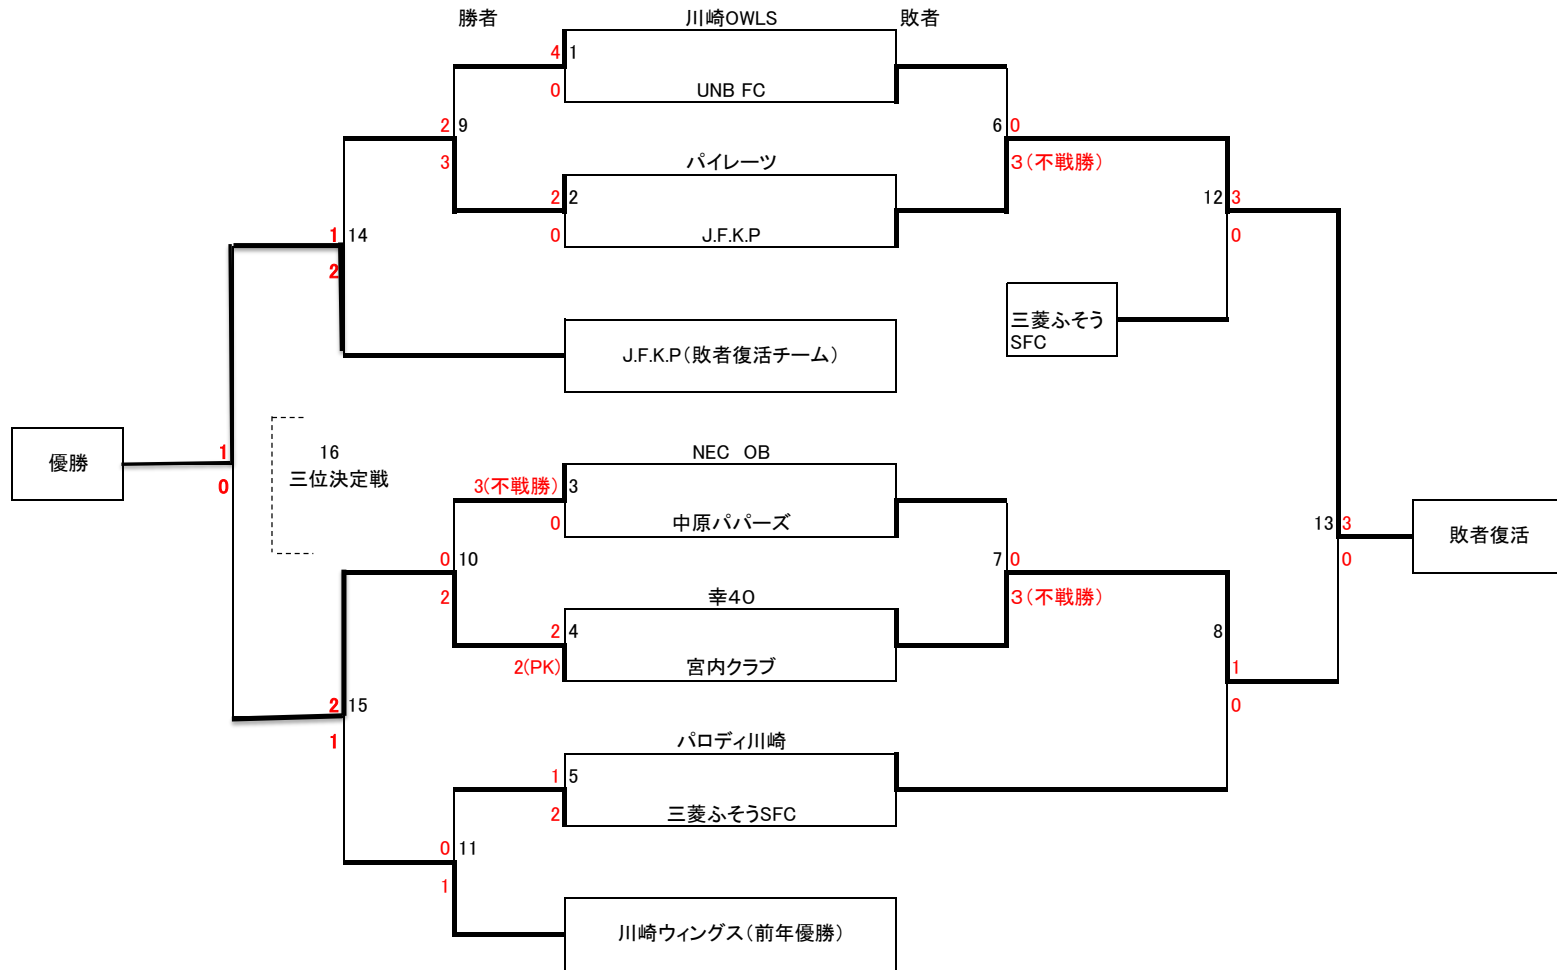 勝者
川崎OWLS
敗者
4
1
0
UNB FC
2
9
6
0
3
パイレーツ
3(不戦勝)
2
2
12
3
0
J.F.K.P
0
1
14
2
三菱ふそう
SFC
J.F.K.P(敗者復活チーム)
優勝
1
0
16
三位決定戦
NEC OB
3(不戦勝)
3
0
中原パパーズ
13
3
0
敗者復活
0
10
7
0
2
幸40
3(不戦勝)
2
4
8
2(PK)
宮内クラブ
1
0
2
15
1
パロディ川崎
1
5
2
三菱ふそうSFC
0
11
1
川崎ウィングス(前年優勝)